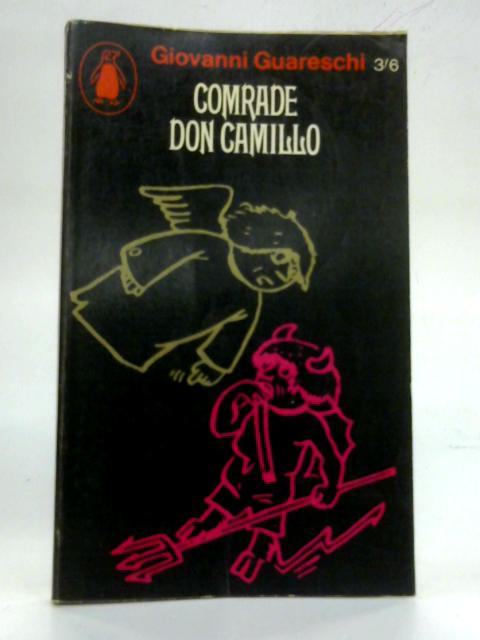 Giovanni Guareschi 3/6
COMRADE
DON CAMILLO